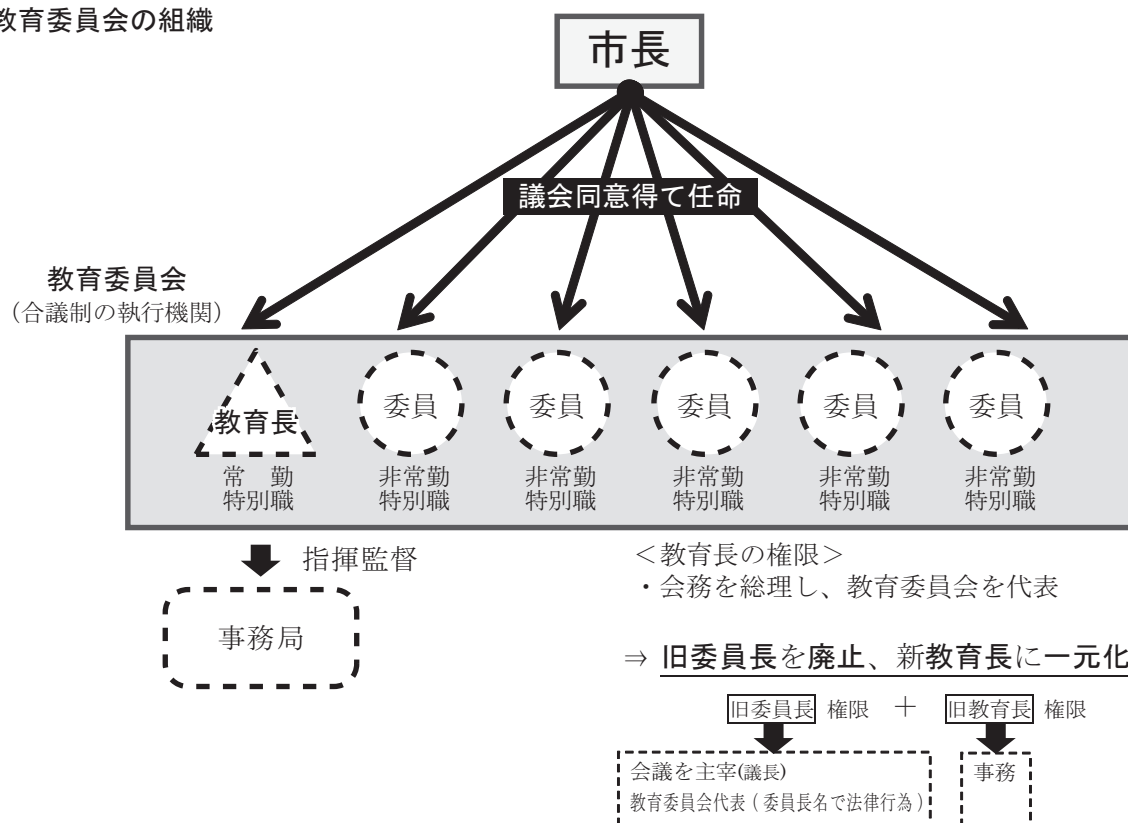 教育委員会の組織
市長
議会同意得て任命
教育委員会
（合議制の執行機関）
教育長 委員 委員 委員 委員 委員
常　勤 非常勤 非常勤 非常勤 非常勤 非常勤
特別職 特別職 特別職 特別職 特別職 特別職
指揮監督
事務局
＜教育長の権限＞
・会務を総理し、教育委員会を代表
⇒ 旧委員長を廃止、新教育長に一元化
旧委員長 権限 ＋ 旧教育長 権限
会議を主宰(議長)
教育委員会代表（委員長名で法律行為）
事務